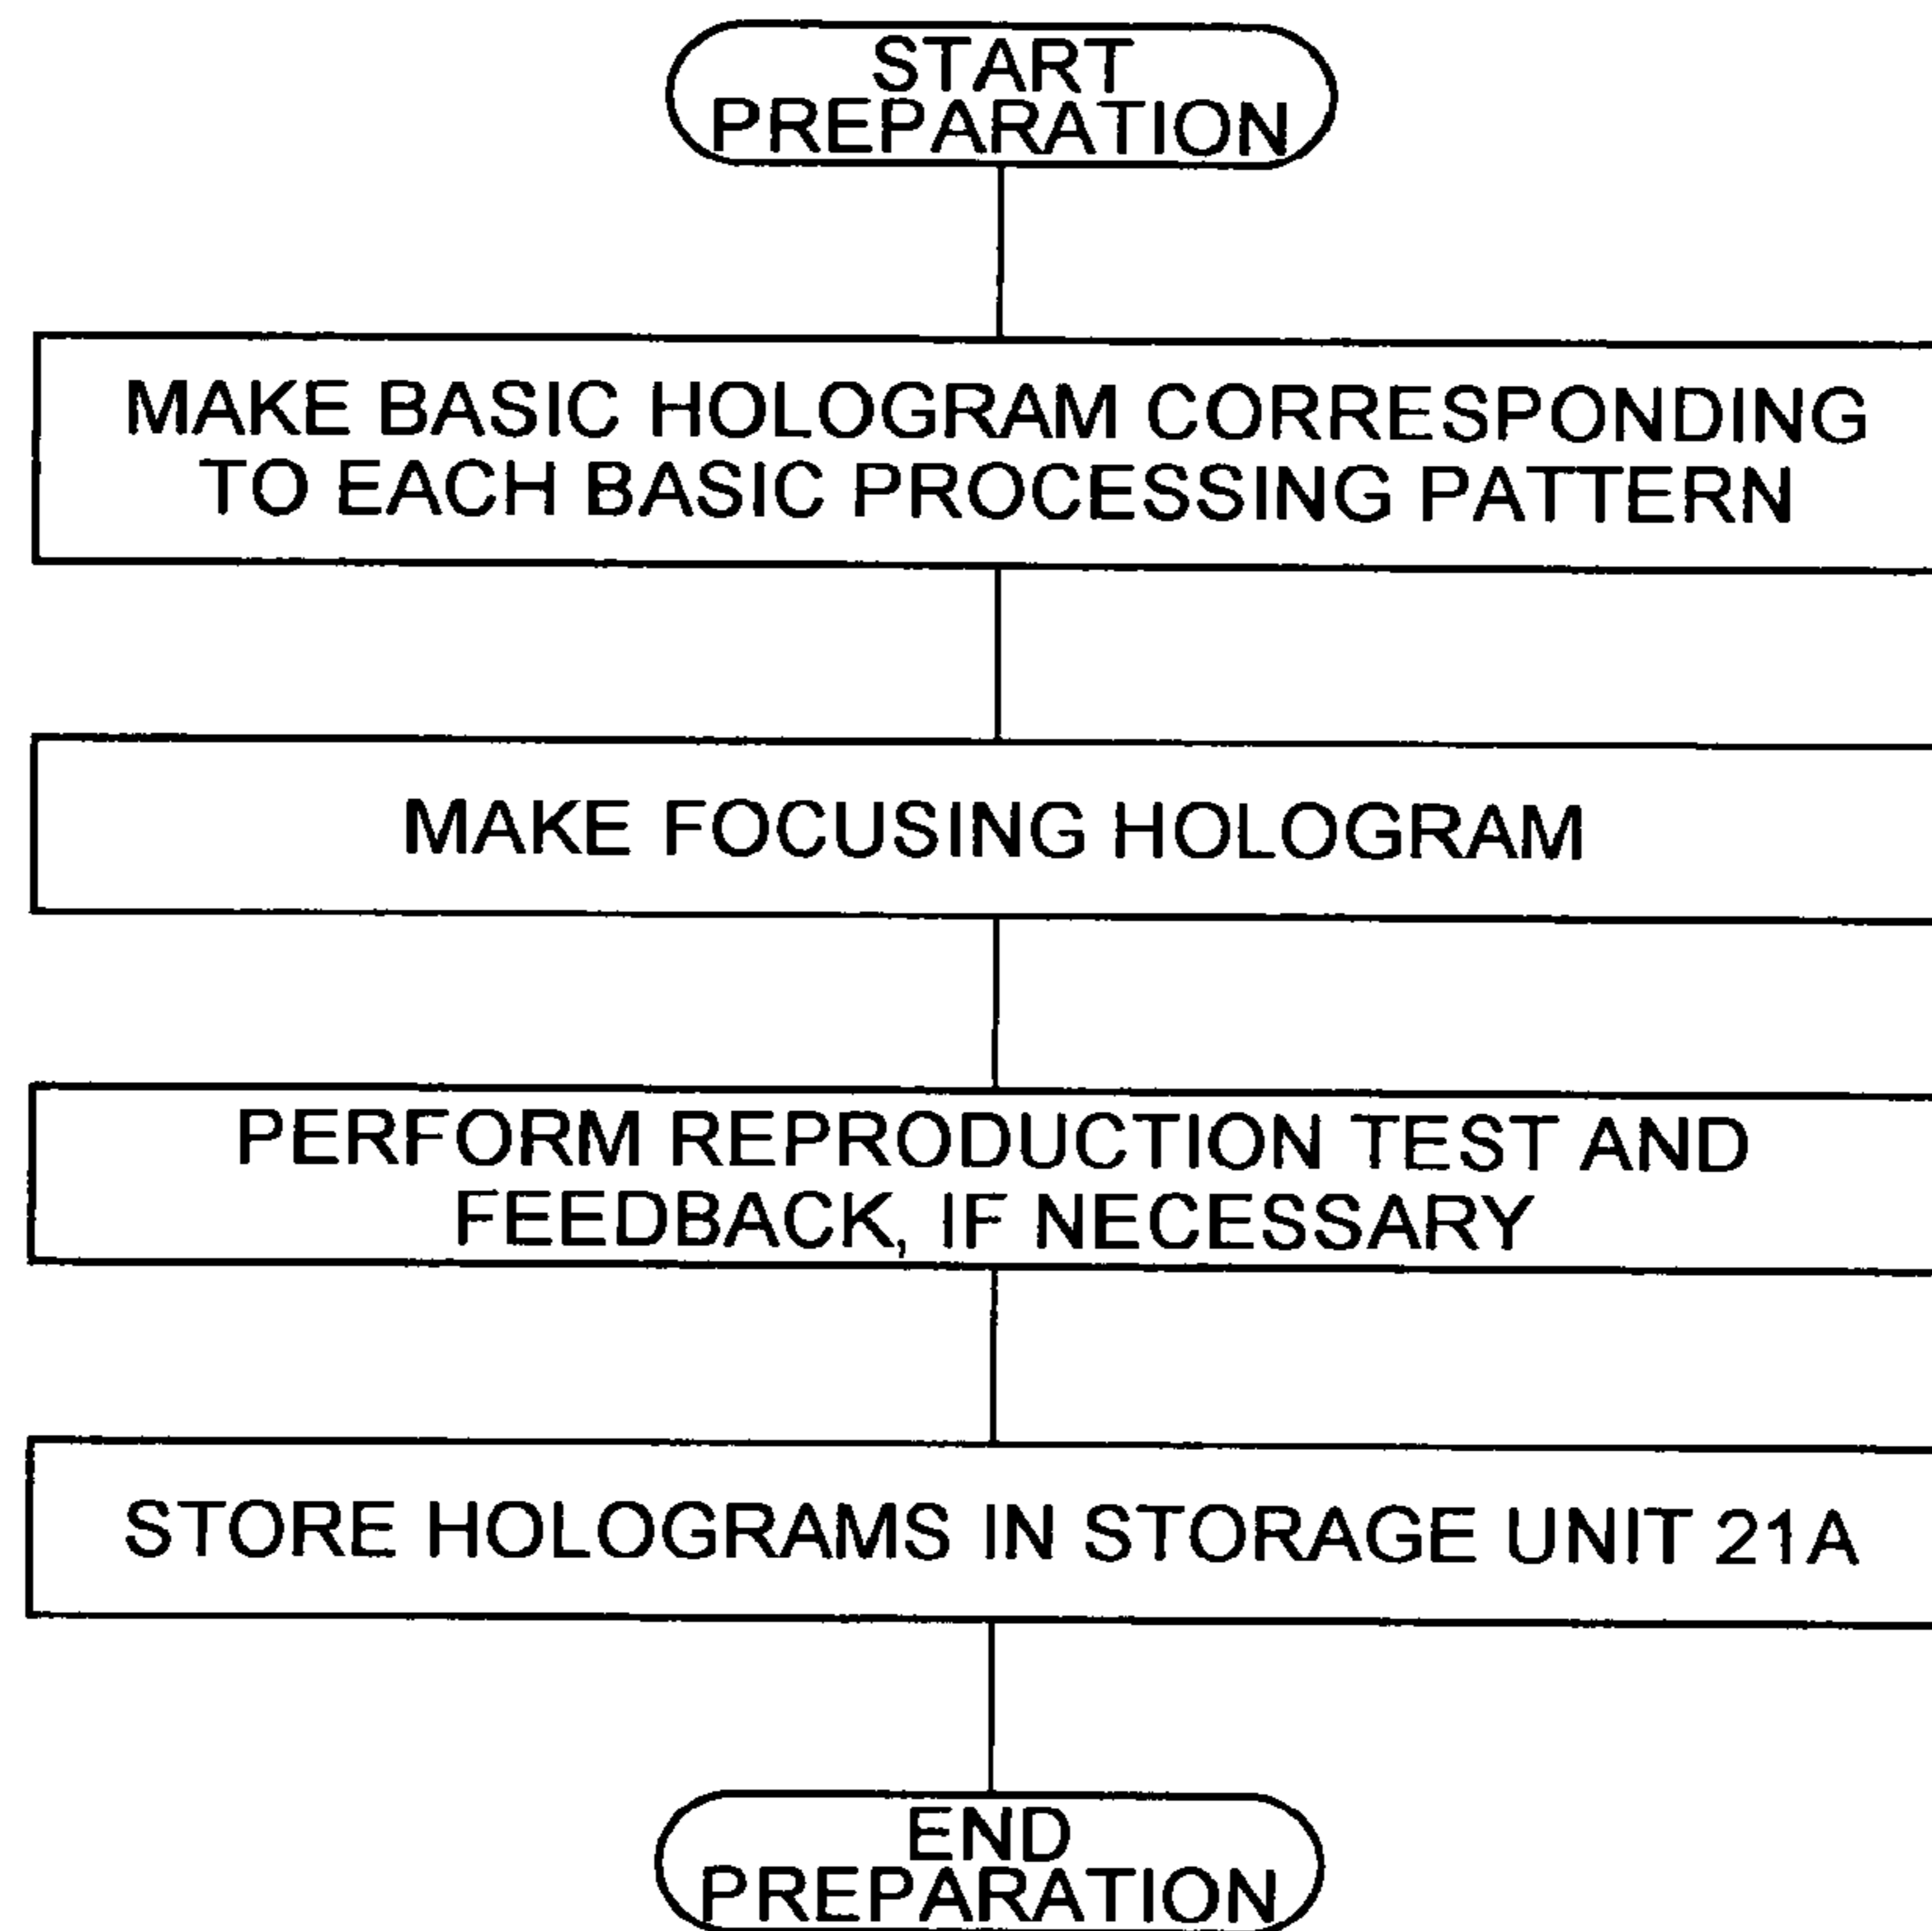 START
PREPARATION
MAKE BASIC HOLOGRAM CORRESPONDING
TO EACH BASIC PROCESSING PATTERN
MAKE FOCUSING HOLOGRAM
PERFORM REPRODUCTION TEST AND
FEEDBACK, IF NECESSARY
STORE HOLOGRAMS IN STORAGE UNIT 21A
END
PREPARATION